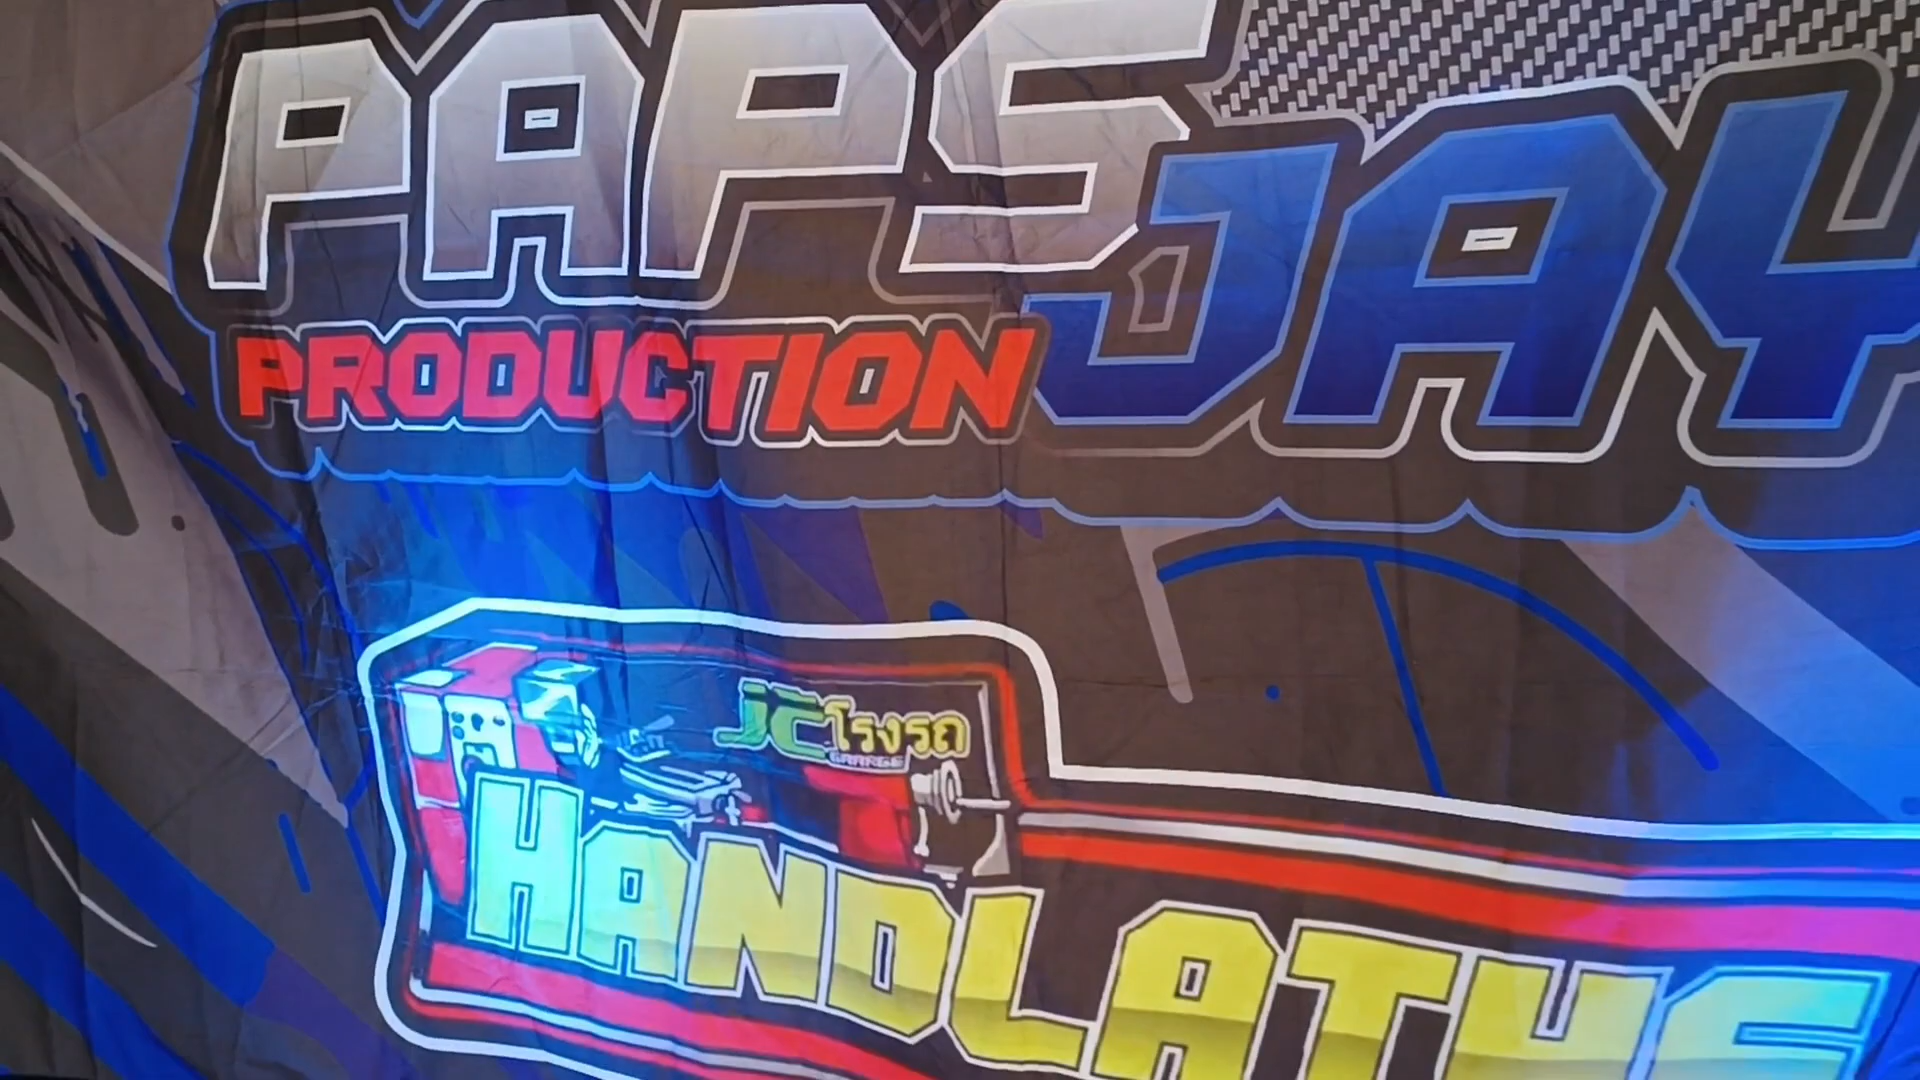 PAPS JAY
PRODUCTION
JC โรงรถ
GARAGE
HANDLATHE